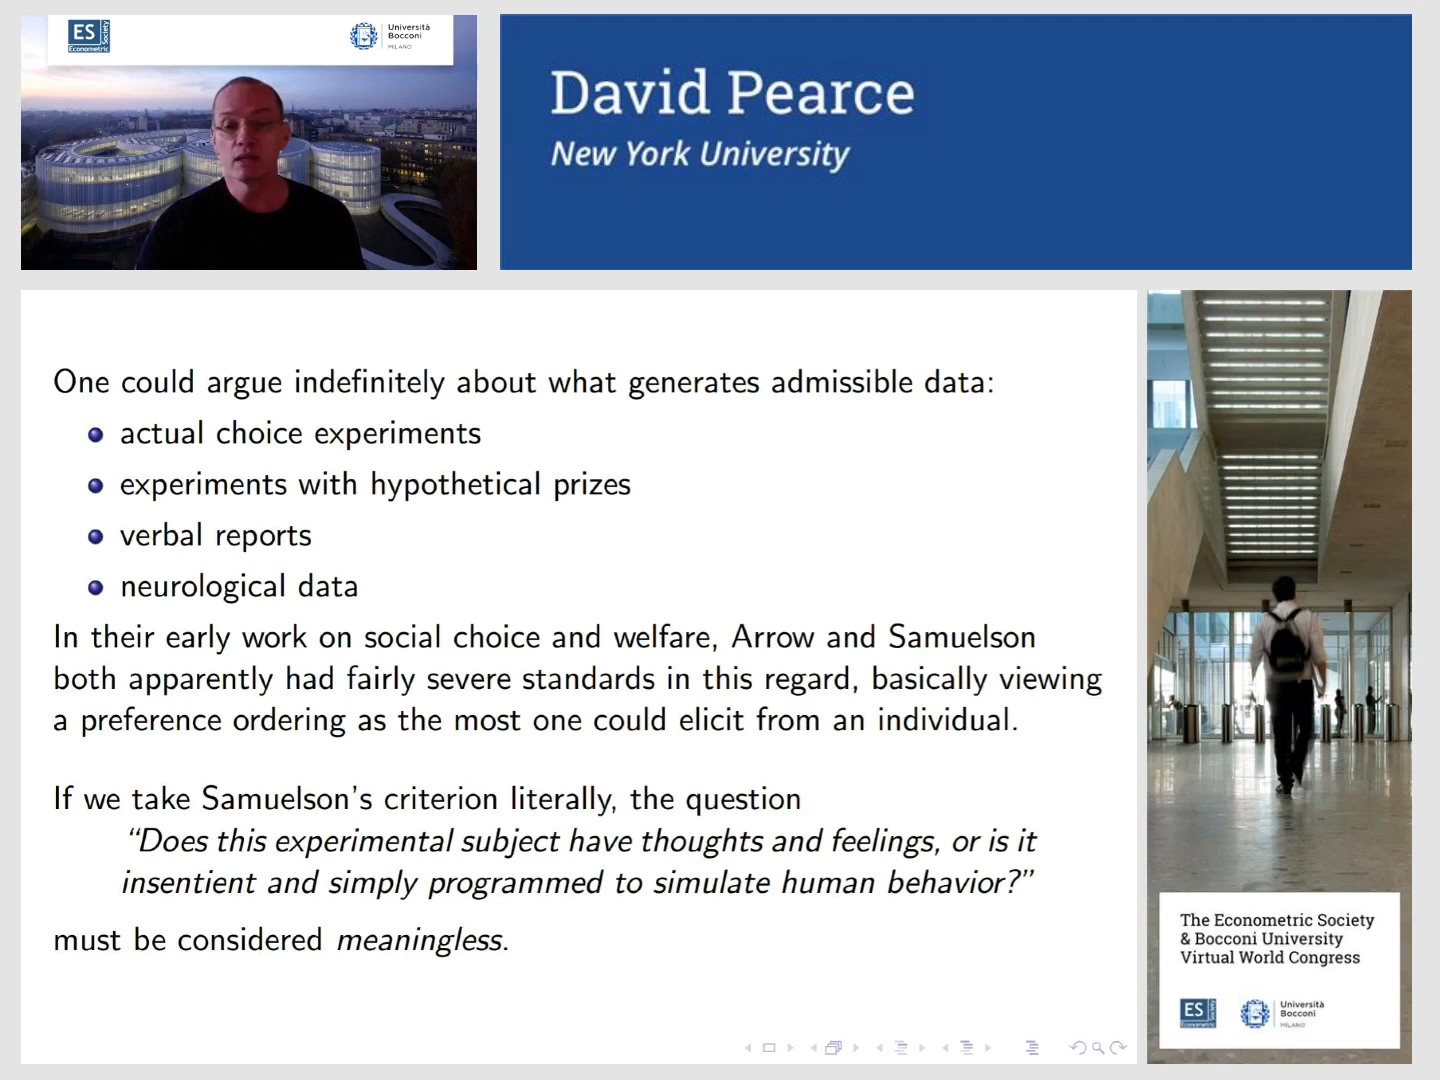 ES
Econometric
Society
Università
Bocconi
MILANO
David Pearce
New York University
One could argue indefinitely about what generates admissible data:
actual choice experiments
experiments with hypothetical prizes
verbal reports
neurological data
In their early work on social choice and welfare, Arrow and Samuelson
both apparently had fairly severe standards in this regard, basically viewing
a preference ordering as the most one could elicit from an individual.
If we take Samuelson's criterion literally, the question
“Does this experimental subject have thoughts and feelings, or is it
insentient and simply programmed to simulate human behavior?”
must be considered meaningless.
The Econometric Society
& Bocconi University
Virtual World Congress
ES
Econometric
Society
Università
Bocconi
MILANO